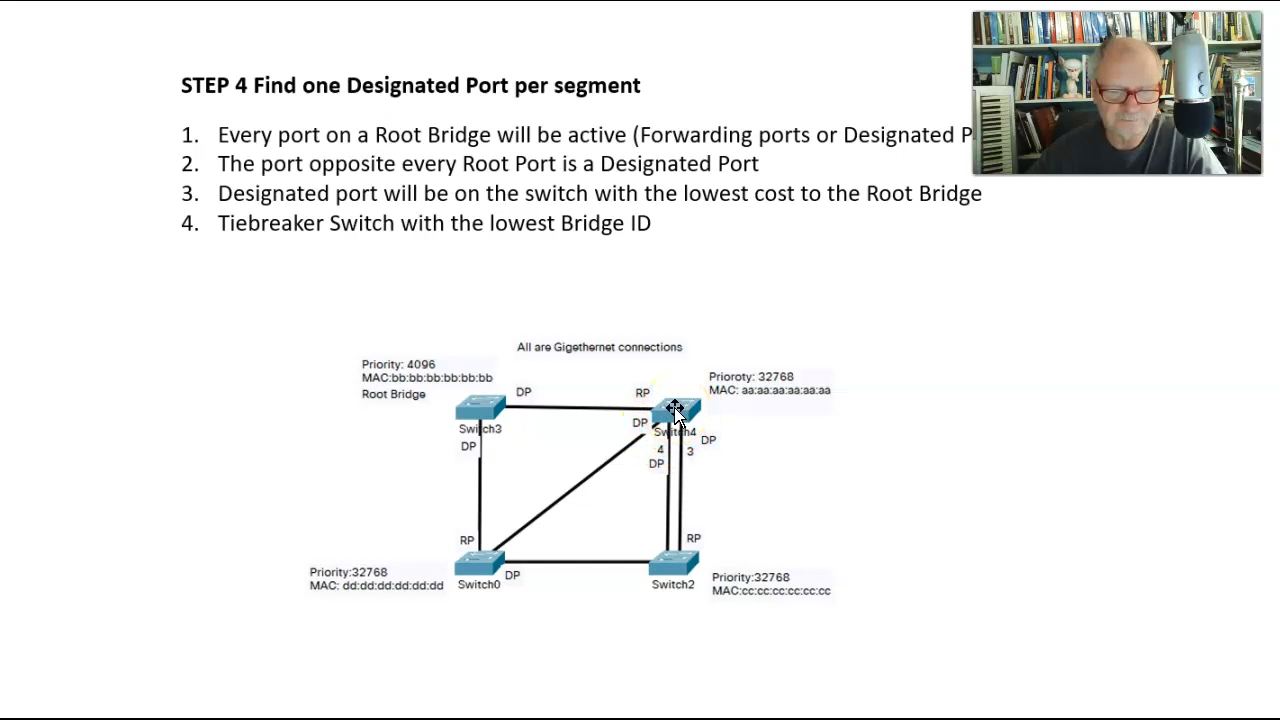 STEP 4 Find one Designated Port per segment
1. Every port on a Root Bridge will be active (Forwarding ports or Designated P
2. The port opposite every Root Port is a Designated Port
3. Designated port will be on the switch with the lowest cost to the Root Bridge
4. Tiebreaker Switch with the lowest Bridge ID
All are Gigethernet connections
Priority: 4096
MAC:bb:bb:bb:bb:bb:bb
Root Bridge
DP
RP
Prioroty: 32768
MAC: aa:aa:aa:aa:aa:aa
Switch3
DP
DP
Switch4
DP
4
3
DP
RP
RP
Priority:32768
MAC: dd:dd:dd:dd:dd:dd
Switch0
DP
Switch2
Priority:32768
MAC:cc:cc:cc:cc:cc:cc